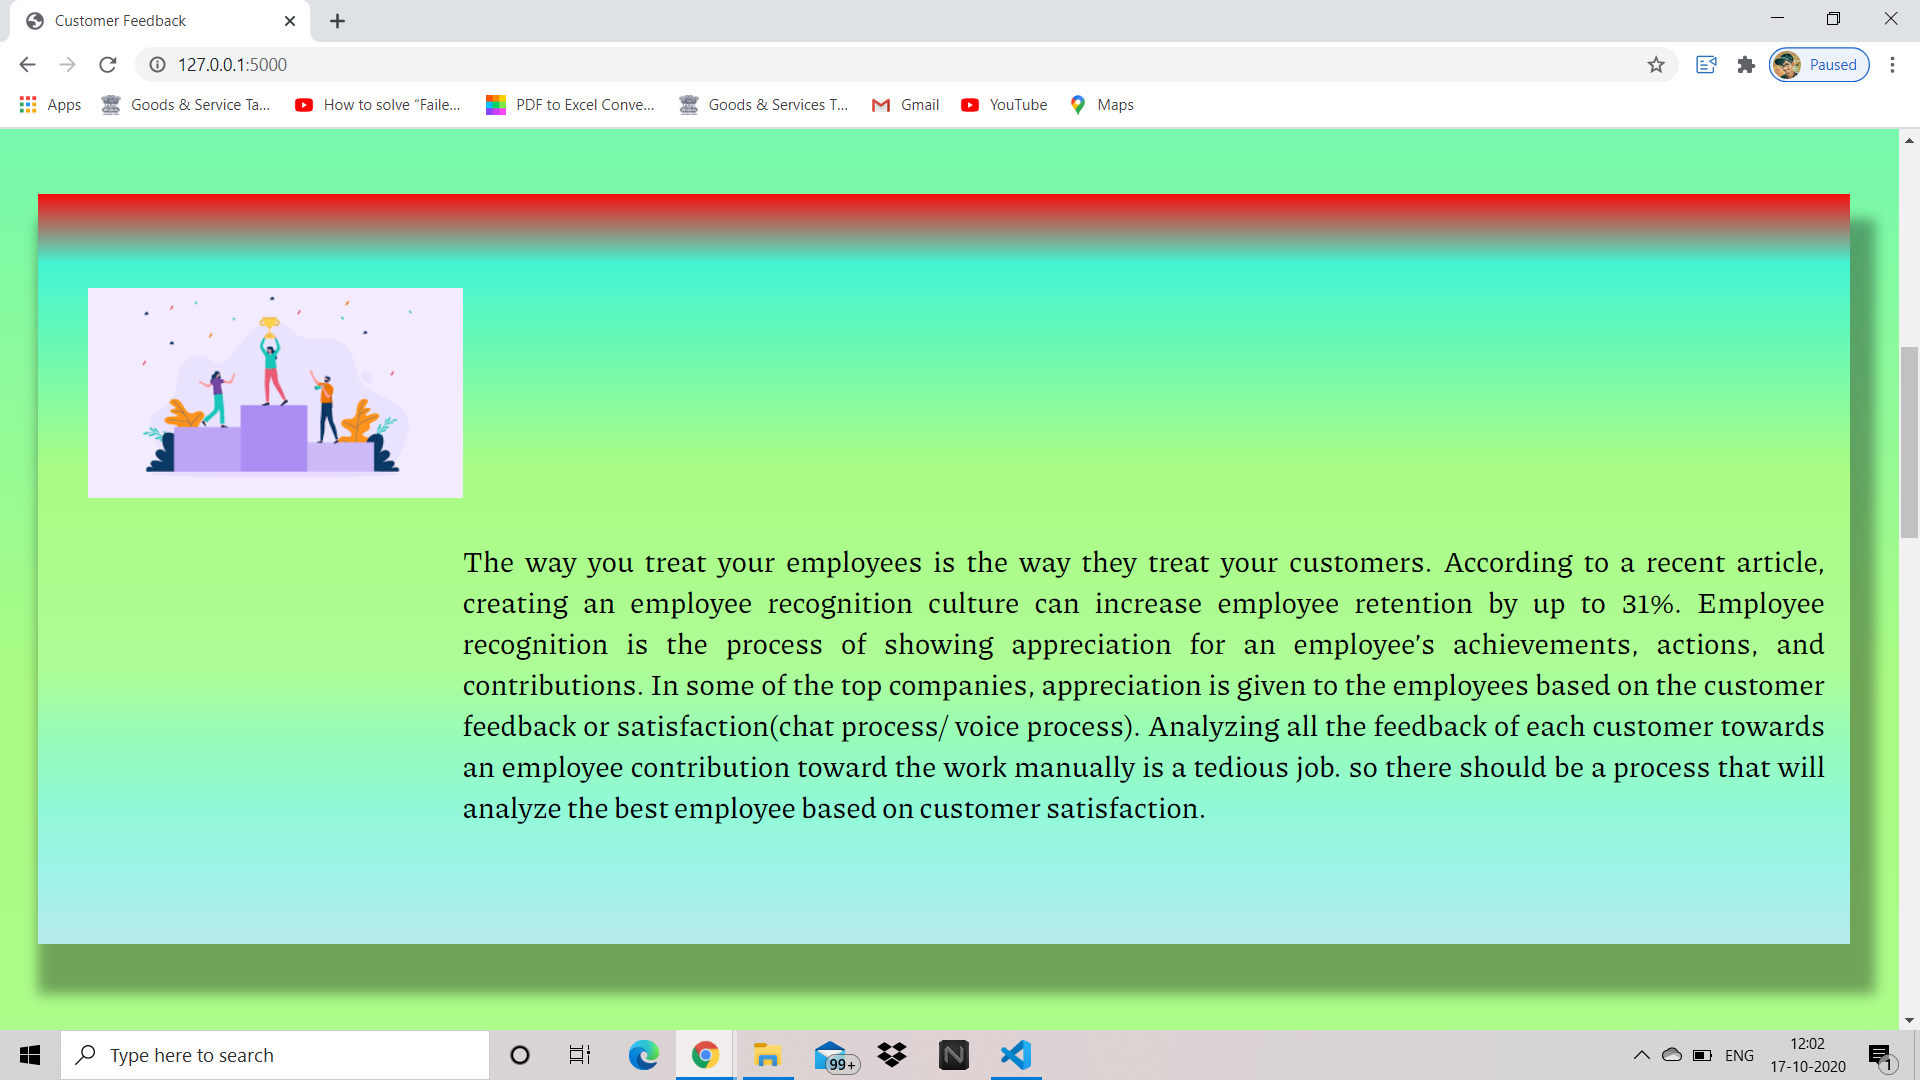 Customer Feedback
127.0.0.1:5000
Paused
Apps
Goods & Service Ta...
How to solve “Faile...
PDF to Excel Conve...
Goods & Services T...
Gmail
YouTube
Maps
The way you treat your employees is the way they treat your customers. According to a recent article,
creating an employee recognition culture can increase employee retention by up to 31%. Employee
recognition is the process of showing appreciation for an employee’s achievements, actions, and
contributions. In some of the top companies, appreciation is given to the employees based on the customer
feedback or satisfaction(chat process/ voice process). Analyzing all the feedback of each customer towards
an employee contribution toward the work manually is a tedious job. so there should be a process that will
analyze the best employee based on customer satisfaction.
Type here to search
99+
N
ENG
12:02
17-10-2020
1